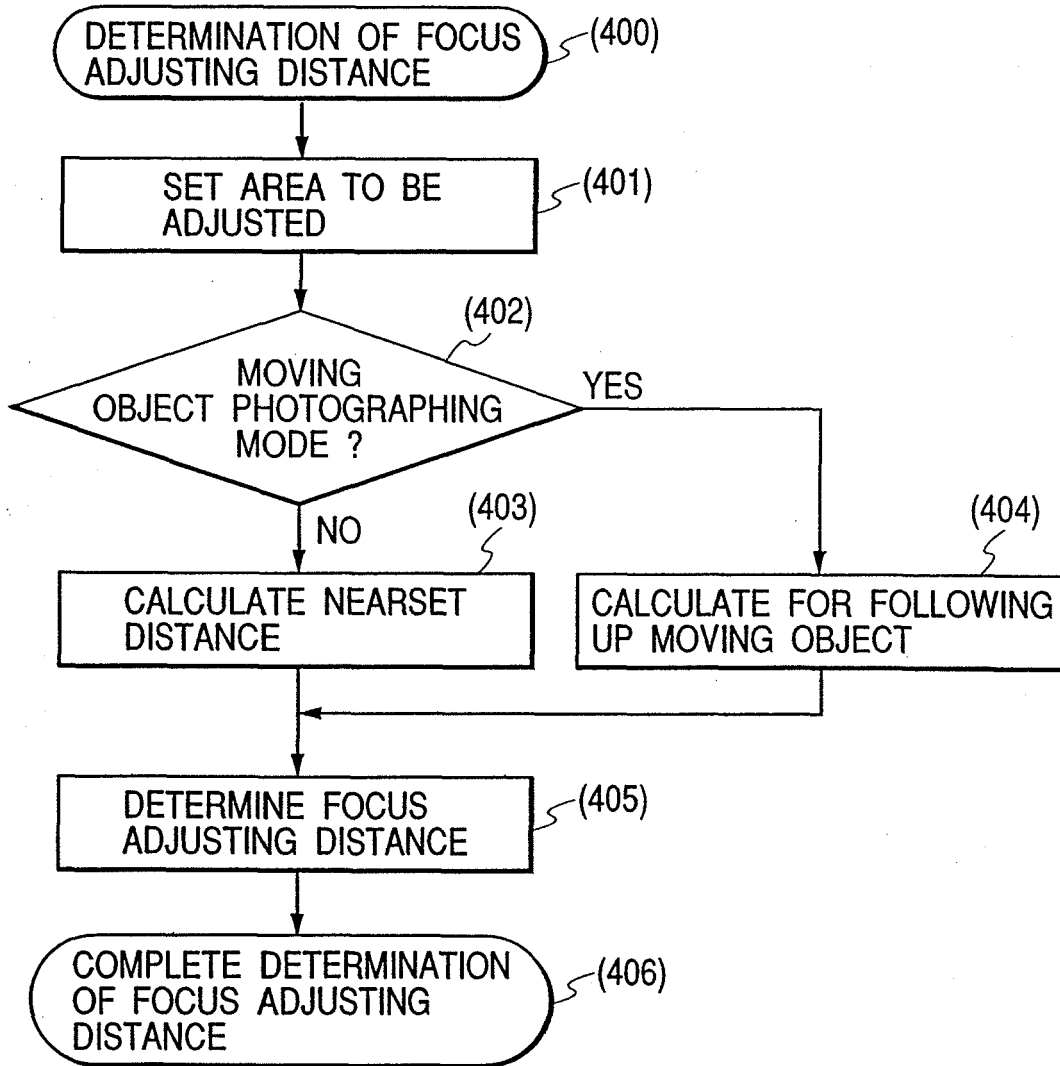 DETERMINATION OF FOCUS
ADJUSTING DISTANCE
(400)
SET AREA TO BE
ADJUSTED
(401)
(402)
MOVING
OBJECT PHOTOGRAPHING
MODE ?
YES
NO
(403)
CALCULATE NEARSET
DISTANCE
(404)
CALCULATE FOR FOLLOWING
UP MOVING OBJECT
DETERMINE FOCUS
ADJUSTING DISTANCE
(405)
COMPLETE DETERMINATION
OF FOCUS ADJUSTING
DISTANCE
(406)